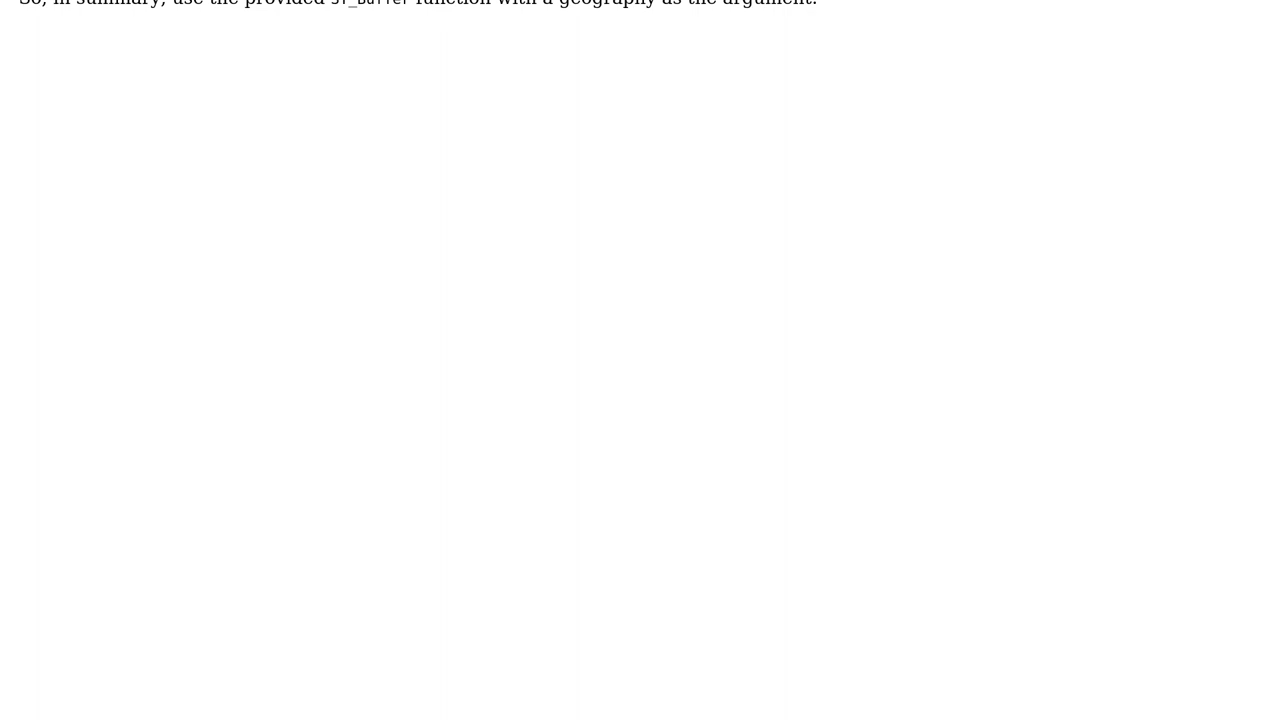 So, in summary, use the provided ST_Buffer function with a geography as the argument.